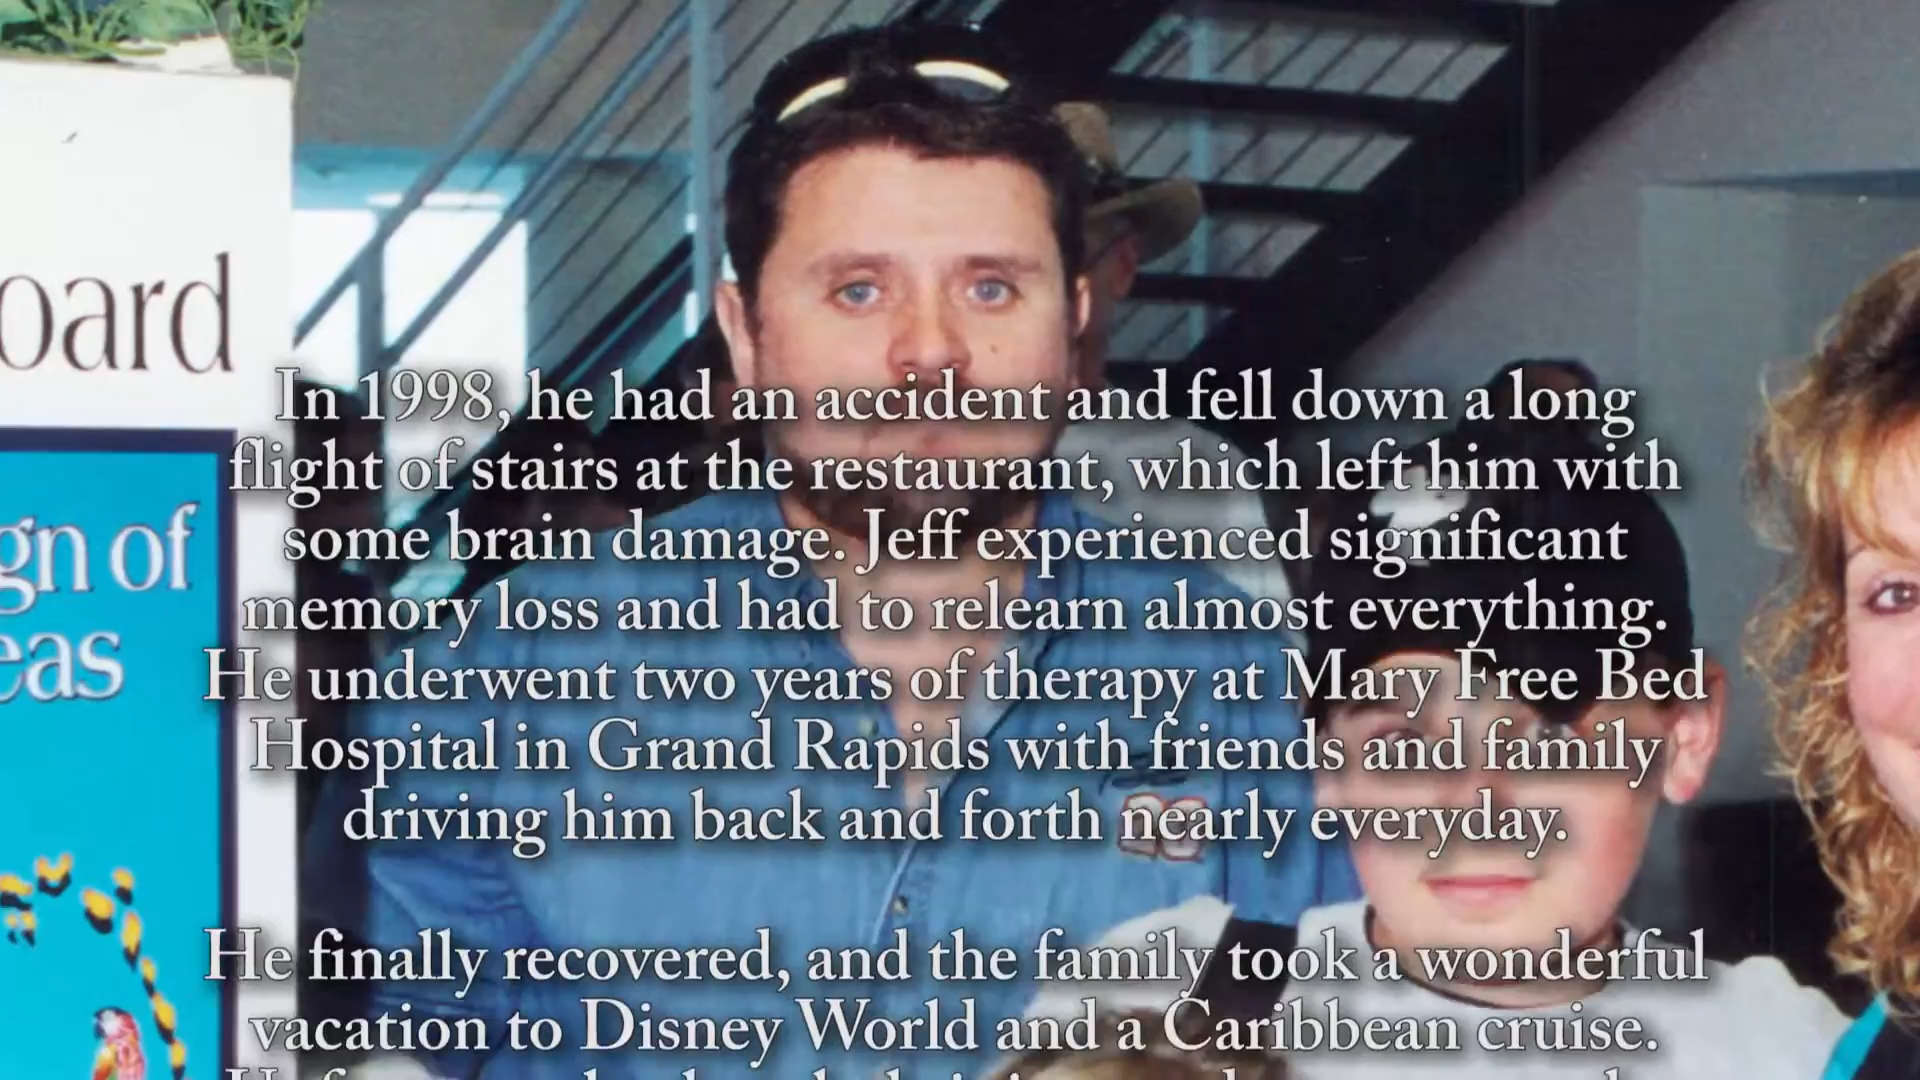 oard
gn of
eas
In 1998, he had an accident and fell down a long
flight of stairs at the restaurant, which left him with
some brain damage. Jeff experienced significant
memory loss and had to relearn almost everything.
He underwent two years of therapy at Mary Free Bed
Hospital in Grand Rapids with friends and family
driving him back and forth nearly everyday.
He finally recovered, and the family took a wonderful
vacation to Disney World and a Caribbean cruise.